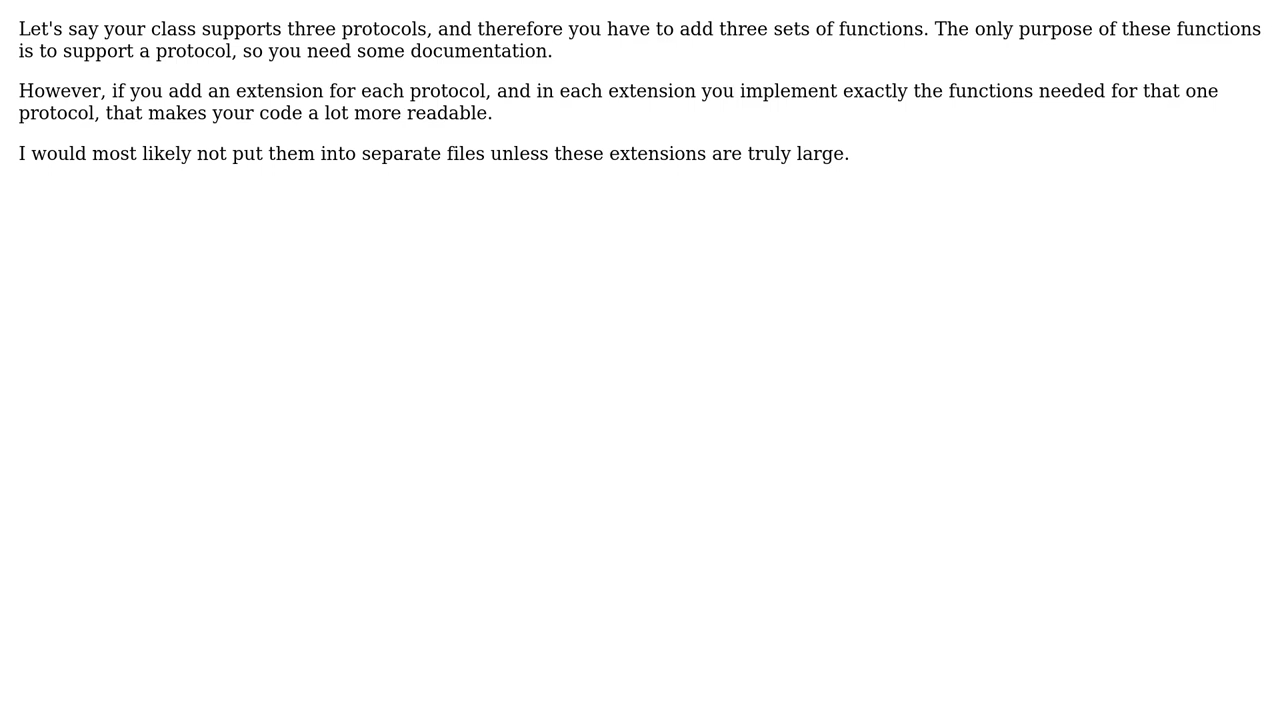 Let's say your class supports three protocols, and therefore you have to add three sets of functions. The only purpose of these functions
is to support a protocol, so you need some documentation.
However, if you add an extension for each protocol, and in each extension you implement exactly the functions needed for that one
protocol, that makes your code a lot more readable.
I would most likely not put them into separate files unless these extensions are truly large.